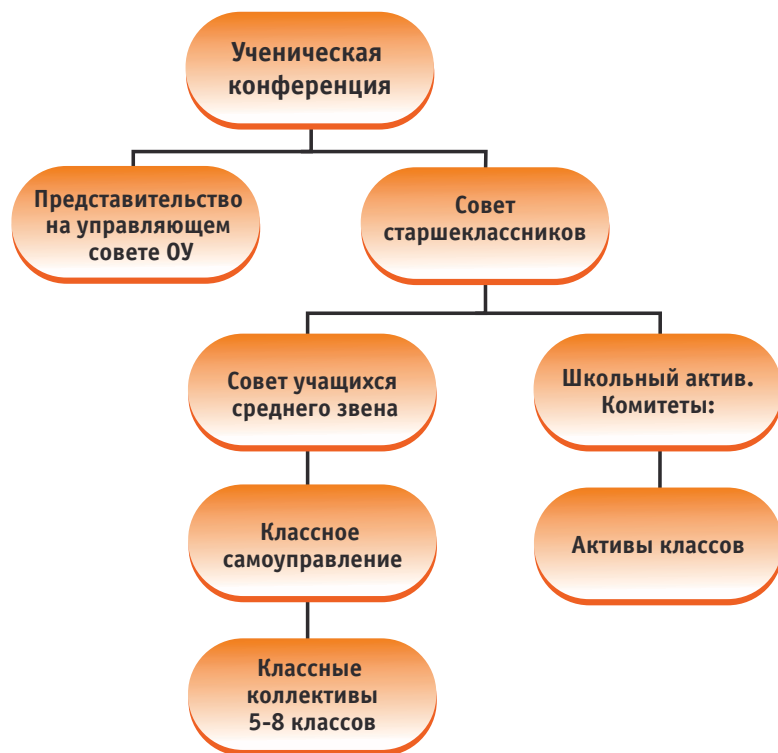 Ученическая
конференция
Представительство
на управляющем
совете ОУ
Совет
старшеклассников
Совет учащихся
среднего звена
Школьный актив.
Комитеты:
Классное
самоуправление
Активы классов
Классные
коллективы
5-8 классов